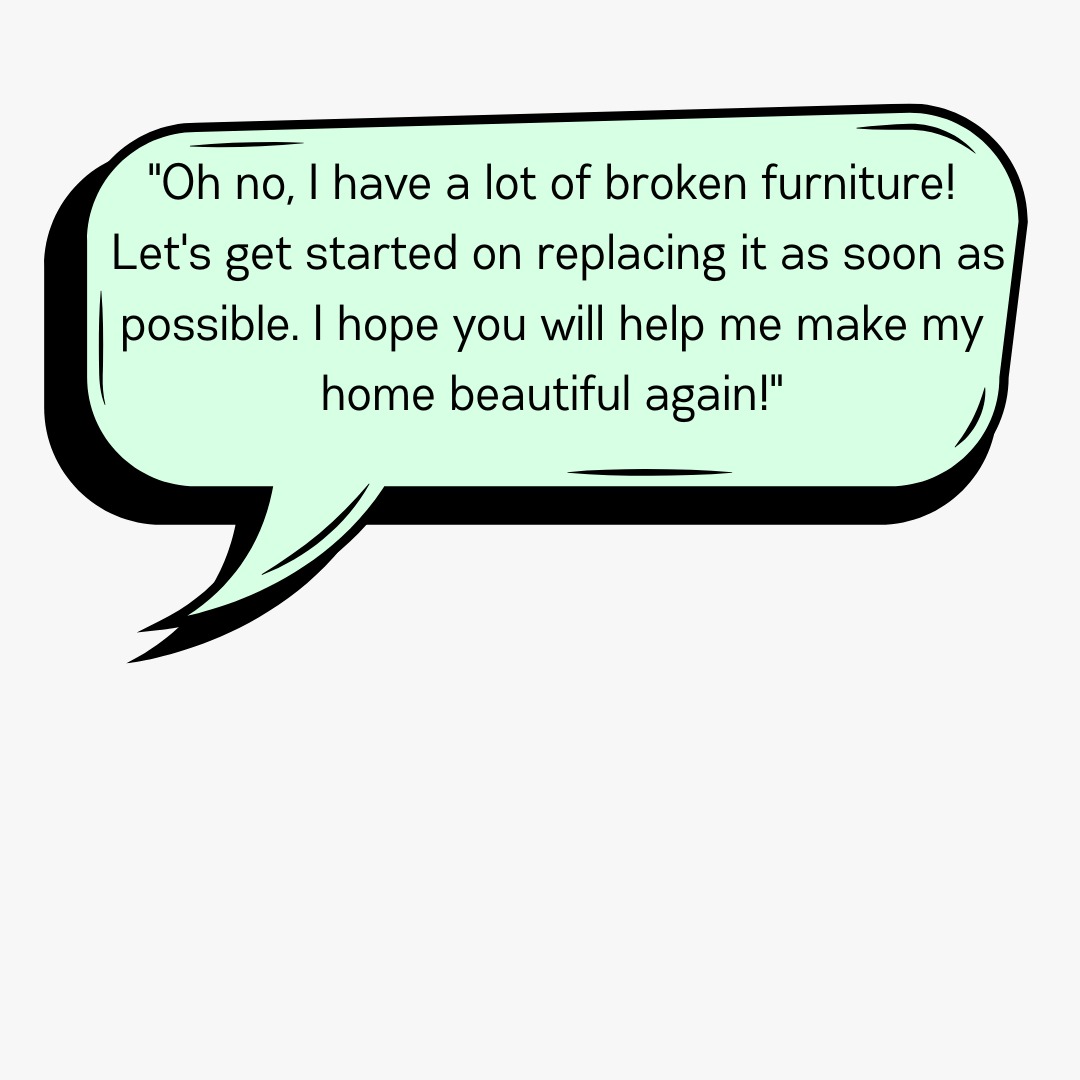 "Oh no, I have a lot of broken furniture!
Let's get started on replacing it as soon as
possible. I hope you will help me make my
home beautiful again!"